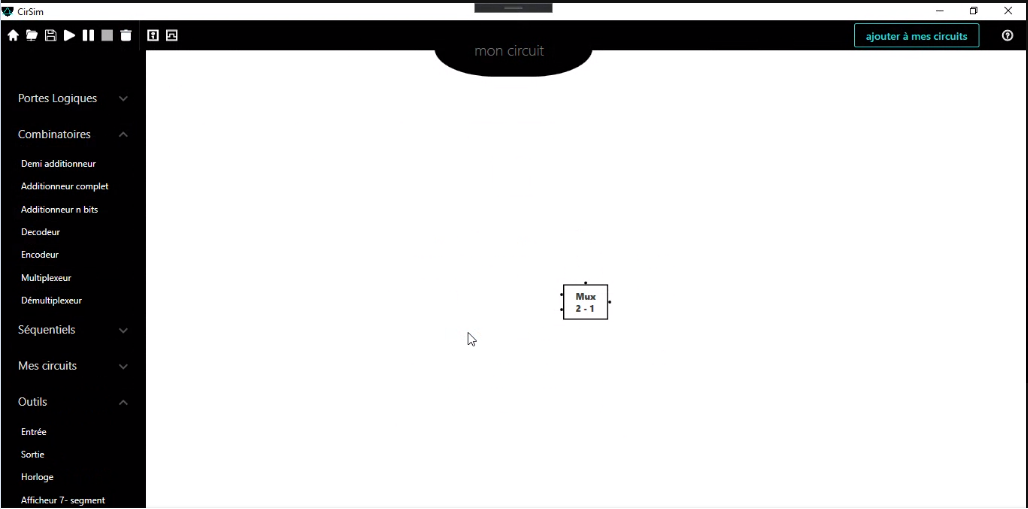 CirSim
ajouter à mes circuits
mon circuit
Portes Logiques
Combinatoires
Demi additionneur
Additionneur complet
Additionneur n bits
Decodeur
Encodeur
Multiplexeur
Démultiplexeur
Séquentiels
Mes circuits
Outils
Entrée
Sortie
Horloge
Afficheur 7- segment
Mux
2 - 1